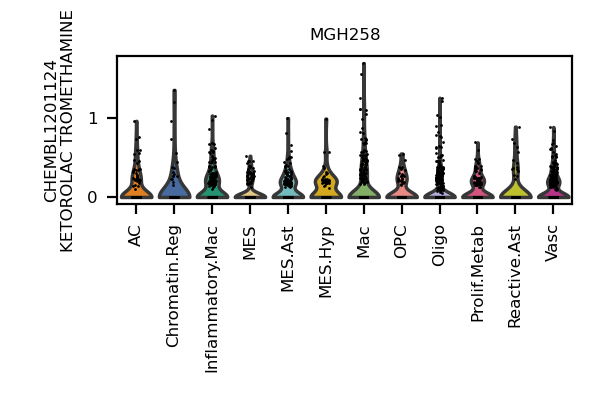 MGH258
CHEMBL1201124
KETOROLAC TROMETHAMINE
1
0
AC
Chromatin.Reg
Inflammatory.Mac
MES
MES.Ast
MES.Hyp
Mac
OPC
Oligo
Prolif.Metab
Reactive.Ast
Vasc